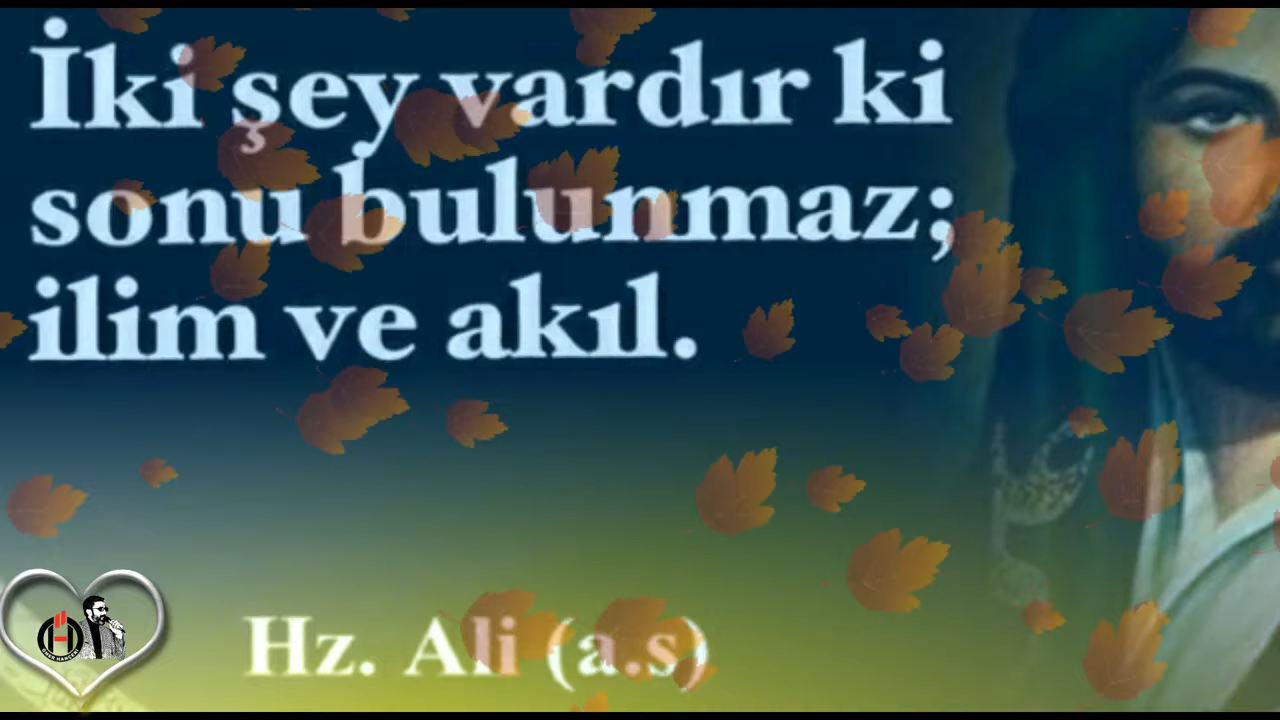 İki şey vardır ki
sonu bulunmaz;
ilim ve akıl.
Hz. Ali (a.s)